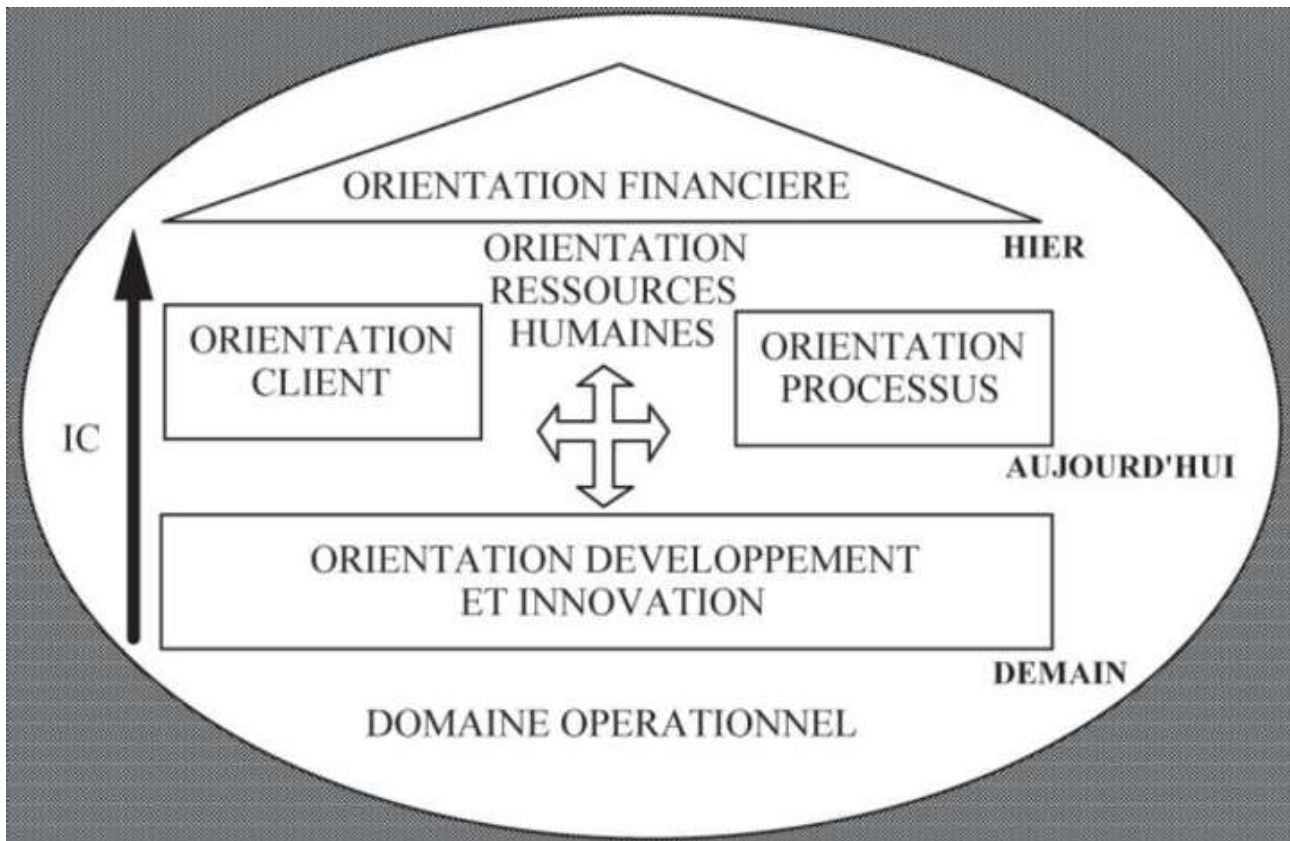 ORIENTATION FINANCIERE
HIER
ORIENTATION
RESSOURCES
HUMAINES
ORIENTATION
CLIENT
ORIENTATION
PROCESSUS
IC
AUJOURD'HUI
ORIENTATION DEVELOPPEMENT
ET INNOVATION
DEMAIN
DOMAINE OPERATIONNEL